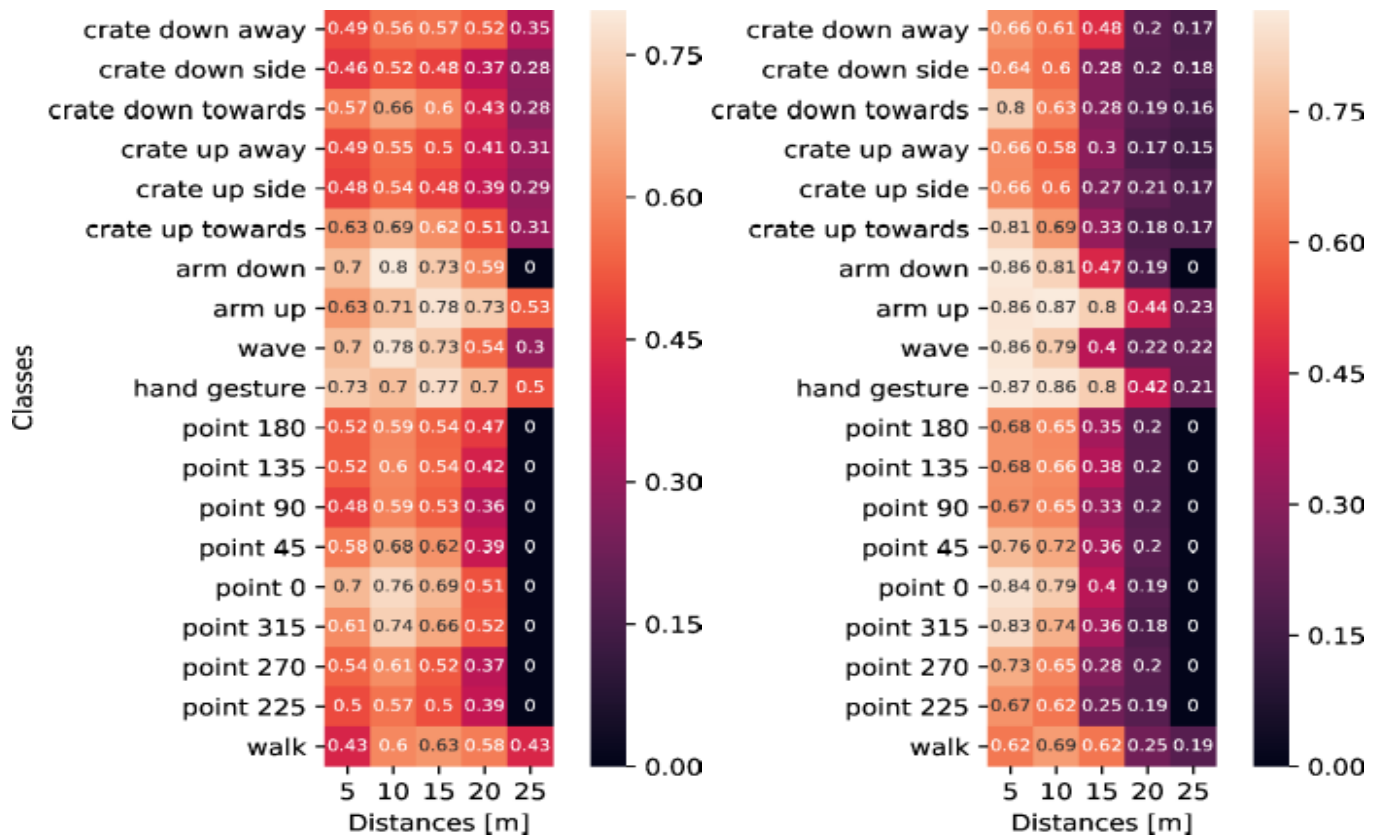 crate down away 0.49 0.56 0.57 0.52 0.35
crate down side 0.46 0.52 0.48 0.37 0.28
crate down towards 0.57 0.66 0.6 0.43 0.28
crate up away 0.49 0.55 0.5 0.41 0.31
crate up side 0.48 0.54 0.48 0.39 0.29
crate up towards 0.63 0.69 0.62 0.51 0.31
arm down 0.7 0.8 0.73 0.59 0
arm up 0.63 0.71 0.78 0.73 0.53
wave 0.7 0.78 0.73 0.54 0.3
hand gesture 0.73 0.7 0.77 0.7 0.5
point 180 0.52 0.59 0.54 0.47 0
point 135 0.52 0.6 0.54 0.42 0
point 90 0.48 0.59 0.53 0.36 0
point 45 0.58 0.68 0.62 0.39 0
point 0 0.7 0.76 0.69 0.51 0
point 315 0.61 0.74 0.66 0.52 0
point 270 0.54 0.61 0.52 0.37 0
point 225 0.5 0.57 0.5 0.39 0
walk 0.43 0.6 0.63 0.58 0.43
5 10 15 20 25
Distances [m]
Classes
0.75
0.60
0.45
0.30
0.15
0.00
crate down away 0.66 0.61 0.48 0.2 0.17
crate down side 0.64 0.6 0.28 0.2 0.18
crate down towards 0.8 0.63 0.28 0.19 0.16
crate up away 0.66 0.58 0.3 0.17 0.15
crate up side 0.66 0.6 0.27 0.21 0.17
crate up towards 0.81 0.69 0.33 0.18 0.17
arm down 0.86 0.81 0.47 0.19 0
arm up 0.86 0.87 0.8 0.44 0.23
wave 0.86 0.79 0.4 0.22 0.22
hand gesture 0.87 0.86 0.8 0.42 0.21
point 180 0.68 0.65 0.35 0.2 0
point 135 0.68 0.66 0.38 0.2 0
point 90 0.67 0.65 0.33 0.2 0
point 45 0.76 0.72 0.36 0.2 0
point 0 0.84 0.79 0.4 0.19 0
point 315 0.83 0.74 0.36 0.18 0
point 270 0.73 0.65 0.28 0.2 0
point 225 0.67 0.62 0.25 0.19 0
walk 0.62 0.69 0.62 0.25 0.19
5 10 15 20 25
Distances [m]
0.75
0.60
0.45
0.30
0.15
0.00